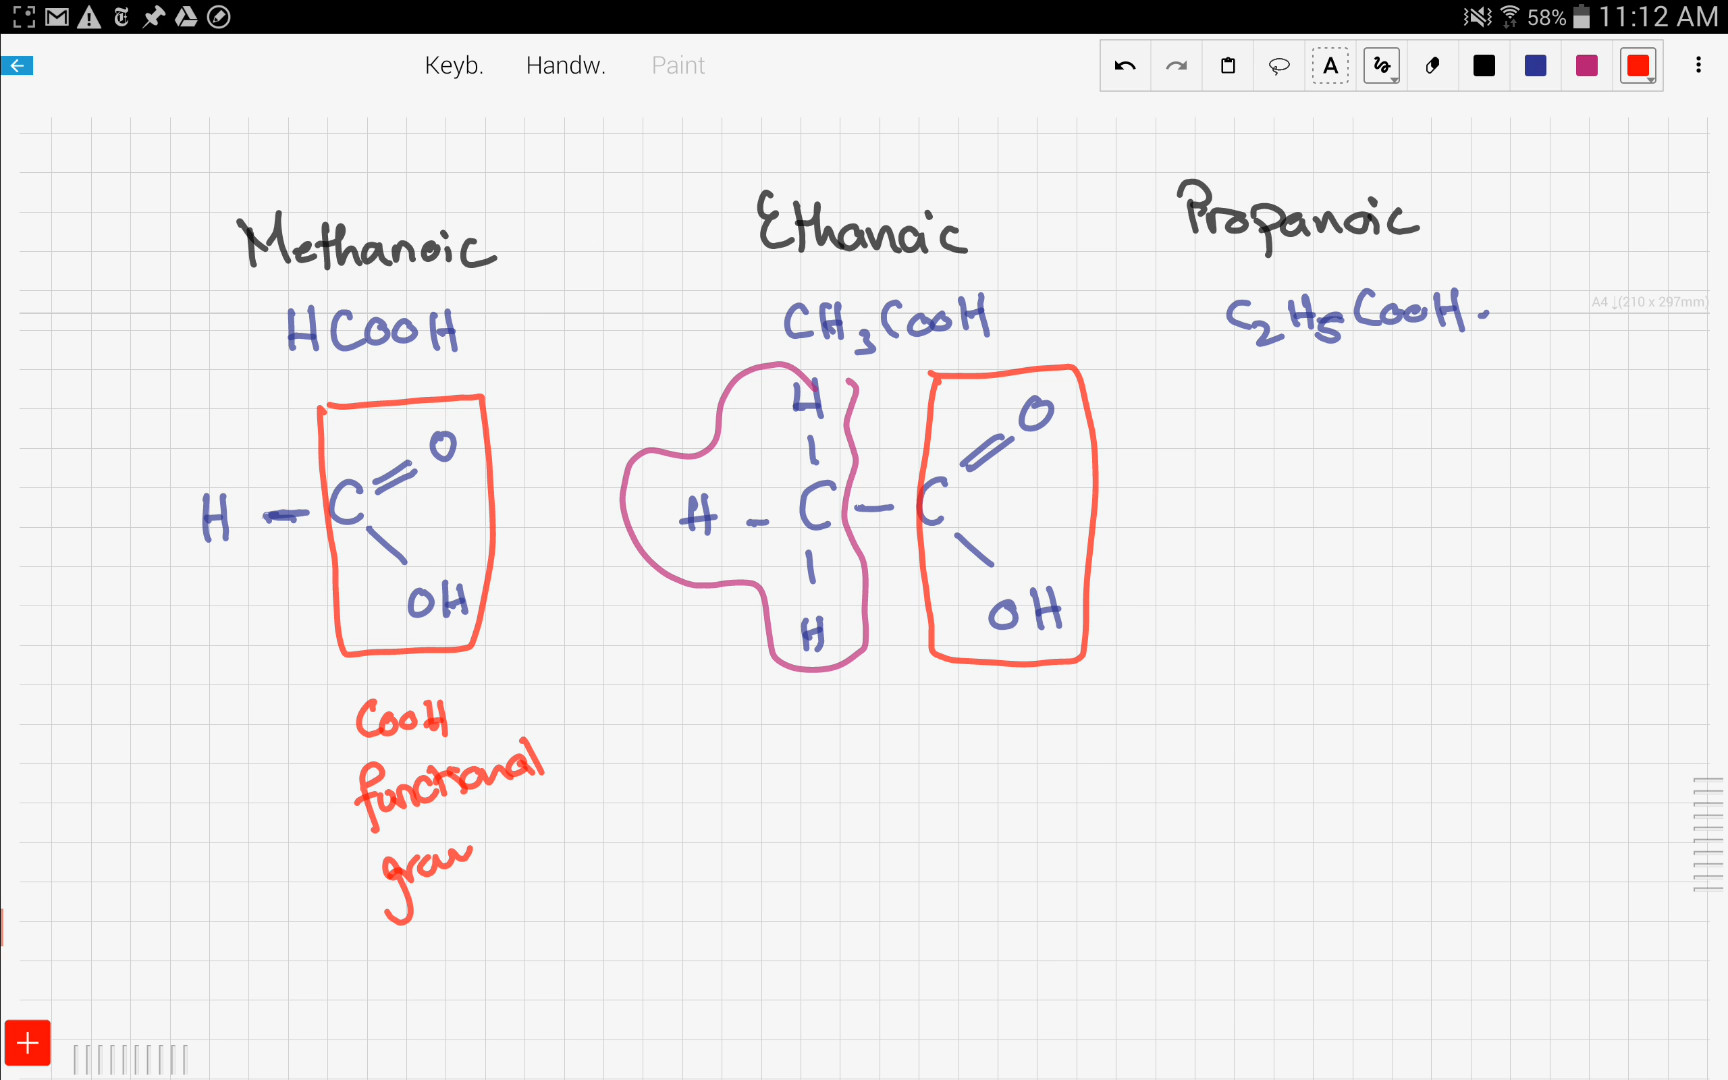 58% 11:12 AM
Keyb. Handw. Paint A
Methanoic Ethanoic Propanoic
HCOOH CH3COOH C2H5COOH.
A4 ↓(210 x 297mm)
H
O O
H - C H - C - C
OH H OH
COOH
functional